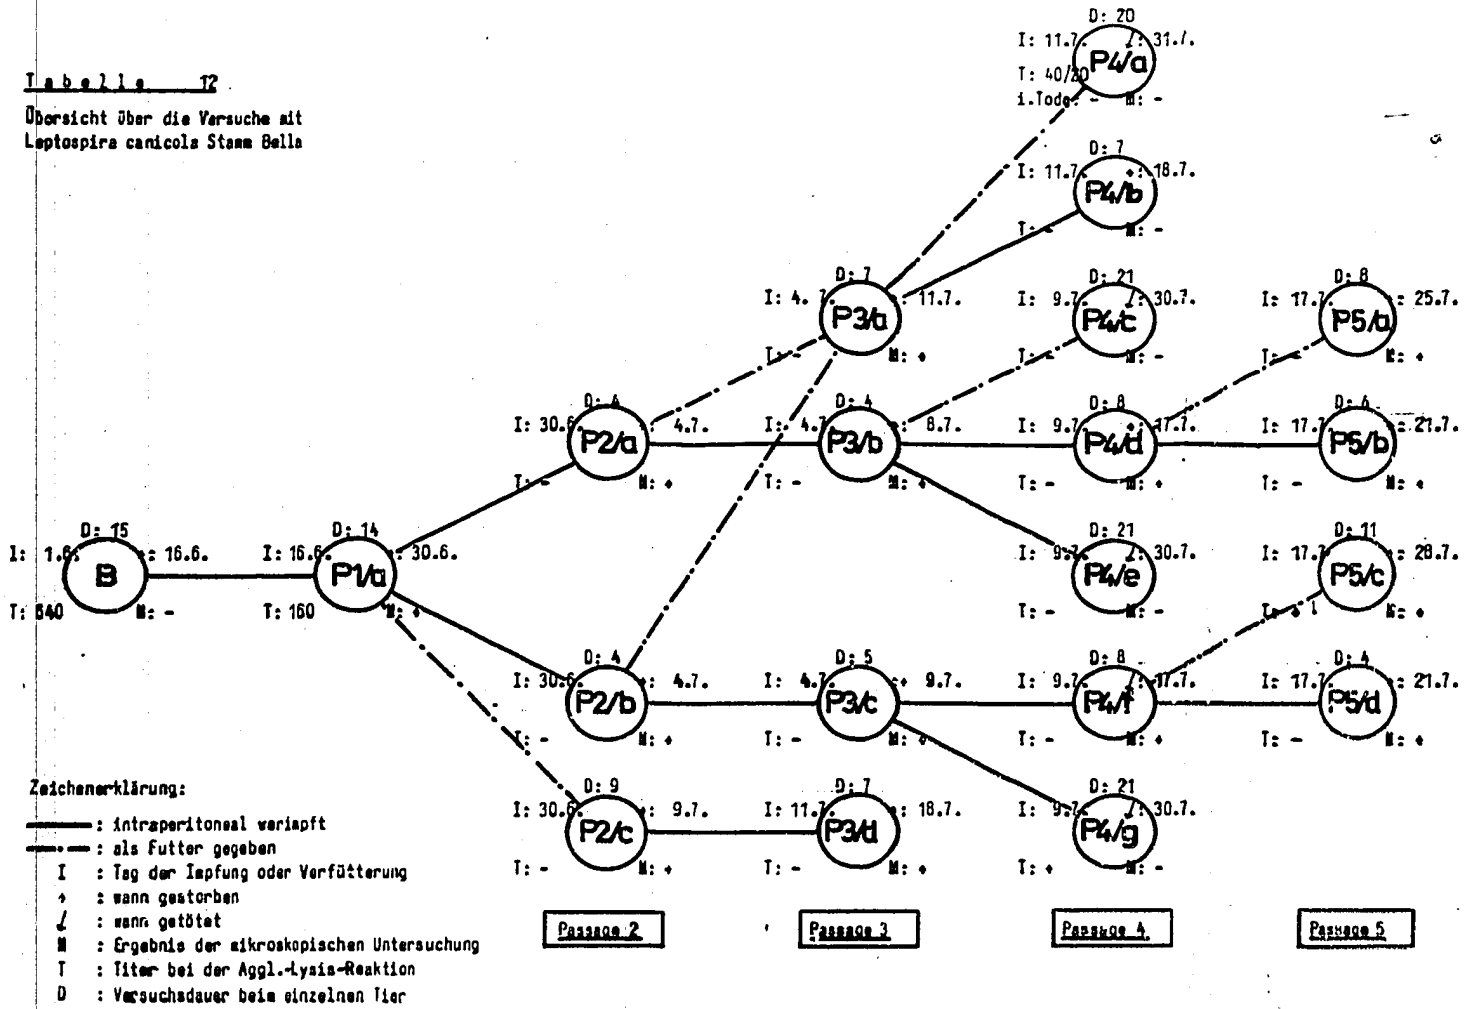 Tabelle 12
Übersicht über die Versuche mit
Leptospira canicola Stamm Bella
D: 20
I: 11.7. : 31.7.
P4/a
T: 40/20
i.Tode: - M: -
D: 7
I: 11.7. +: 18.7.
P4/b
T: - M: -
D: 7
I: 4.7. : 11.7.
P3/a
T: - M: +
D: 21
I: 9.7. : 30.7.
P4/c
T: - M: -
D: 8
I: 17.7. : 25.7.
P5/a
T: - M: +
D: 4
I: 30.6. : 4.7.
P2/a
T: - M: +
D: 4
I: 4.7. : 8.7.
P3/b
T: - M: +
D: 8
I: 9.7. +: 17.7.
P4/d
T: - M: +
D: 4
I: 17.7. : 21.7.
P5/b
T: - M: +
D: 15
I: 1.6. : 16.6.
B
T: 640 M: -
D: 14
I: 16.6. : 30.6.
P1/a
T: 160 M: +
D: 21
I: 9.7. : 30.7.
P4/e
T: - M: -
D: 11
I: 17.7. : 28.7.
P5/c
T: + M: +
D: 4
I: 30.6. +: 4.7.
P2/b
T: - M: +
D: 5
I: 4.7. : + 9.7.
P3/c
T: - M: +
D: 8
I: 9.7. : 17.7.
P4/f
T: - M: +
D: 4
I: 17.7. : 21.7.
P5/d
T: - M: +
D: 9
I: 30.6. +: 9.7.
P2/c
T: - M: +
D: 7
I: 11.7. : 18.7.
P3/d
T: - M: +
D: 21
I: 9.7. : 30.7.
P4/g
T: + M: -
Zeichenerklärung:
: intraperitoneal verimpft
: als Futter gegeben
I : Tag der Impfung oder Verfütterung
+ : wann gestorben
: wann getötet
M : Ergebnis der mikroskopischen Untersuchung
T : Titer bei der Aggl.-Lysis-Reaktion
D : Versuchsdauer beim einzelnen Tier
Passage 2
Passage 3
Passage 4
Passage 5